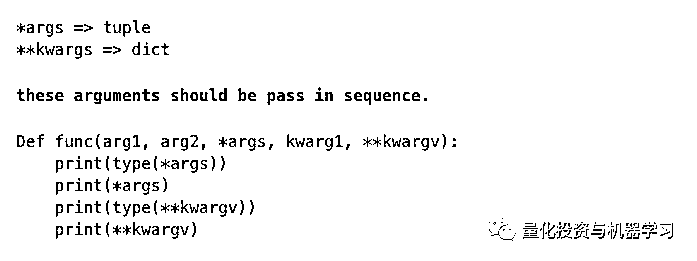 *args => tuple
**kwargs => dict
these arguments should be pass in sequence.
Def func(arg1, arg2, *args, kwarg1, **kwargv):
    print(type(*args))
    print(*args)
    print(type(**kwargv))
    print(**kwargv)
量化投资与机器学习